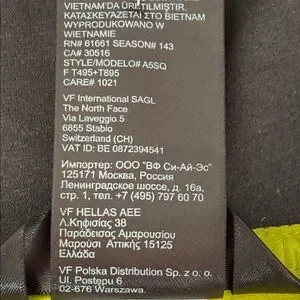 VIETNAM'DA ÜRETİLMİŞTİR.
ΚΑΤΑΣΚΕΥΑΖΕΤΑΙ ΣΤΟ ΒΙΕΤΝΑΜ
WYPRODUKOWANO W
WIETNAMIE
RN# 61661 SEASON# 143
CA# 30516
STYLE/MODELO# A5SQ
F T495+T895
CARE# 1021
VF International SAGL
The North Face
Via Laveggio 5
6855 Stabio
Switzerland (CH)
VAT ID: BE 0872394541
Импортер: ООО "ВФ Си-Ай-Эс"
125171 Москва, Россия
Ленинградское шоссе, д. 16а,
стр. 1, тел: +7 (495) 797 60 70
VF HELLAS AEE
Λ.Κηφισίας 38
Παράδεισος Αμαρουσίου
Μαρούσι Αττικής 15125
Ελλάδα
VF Polska Distribution Sp. z o. o.
Ul. Postępu 6
02-676 Warszawa.